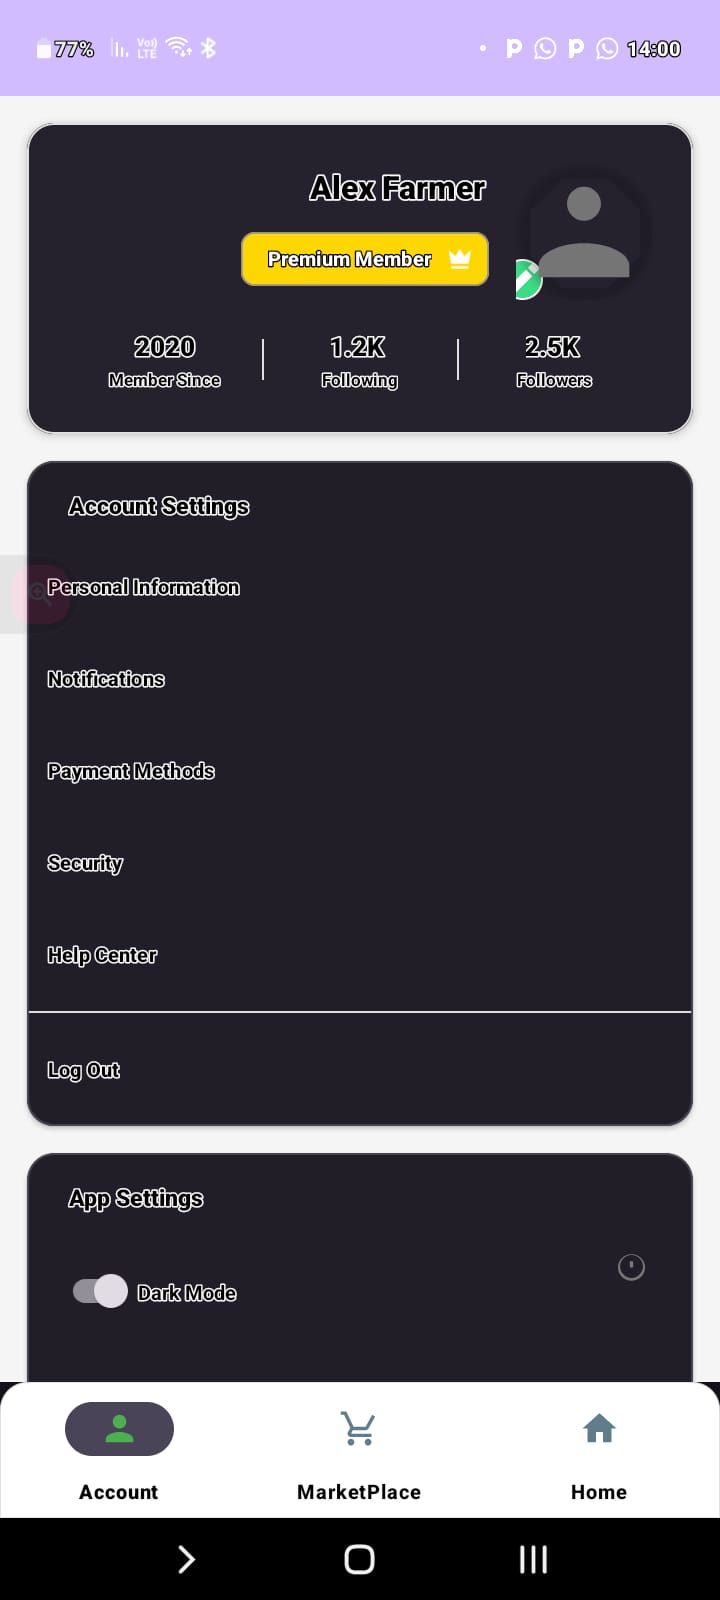 77% Vo)) LTE 14:00
Alex Farmer
Premium Member
2020 1.2K 2.5K
Member Since Following Followers
Account Settings
Personal Information
Notifications
Payment Methods
Security
Help Center
Log Out
App Settings
Dark Mode
Account MarketPlace Home